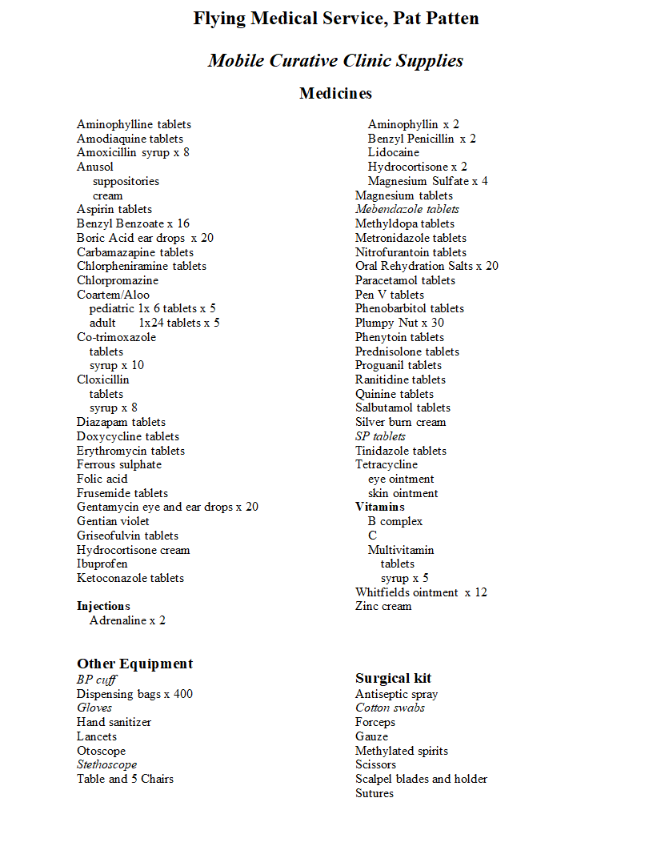 Flying Medical Service, Pat Patten
Mobile Curative Clinic Supplies
Medicines
Aminophylline tablets
Amodiaquine tablets
Amoxicillin syrup x 8
Anusol
suppositories
cream
Aspirin tablets
Benzyl Benzoate x 16
Boric Acid ear drops x 20
Carbamazapine tablets
Chlorpheniramine tablets
Chlorpromazine
Coartem/Aloo
pediatric 1x 6 tablets x 5
adult 1x24 tablets x 5
Co-trimoxazole
tablets
syrup x 10
Cloxicillin
tablets
syrup x 8
Diazapam tablets
Doxycycline tablets
Erythromycin tablets
Ferrous sulphate
Folic acid
Frusemide tablets
Gentamycin eye and ear drops x 20
Gentian violet
Griseofulvin tablets
Hydrocortisone cream
Ibuprofen
Ketoconazole tablets
Injections
Adrenaline x 2
Aminophyllin x 2
Benzyl Penicillin x 2
Lidocaine
Hydrocortisone x 2
Magnesium Sulfate x 4
Magnesium tablets
Mebendazole tablets
Methyldopa tablets
Metronidazole tablets
Nitrofurantoin tablets
Oral Rehydration Salts x 20
Paracetamol tablets
Pen V tablets
Phenobarbitol tablets
Plumpy Nut x 30
Phenytoin tablets
Prednisolone tablets
Proguanil tablets
Ranitidine tablets
Quinine tablets
Salbutamol tablets
Silver burn cream
SP tablets
Tinidazole tablets
Tetracycline
eye ointment
skin ointment
Vitamins
B complex
C
Multivitamin
tablets
syrup x 5
Whitfields ointment x 12
Zinc cream
Other Equipment
BP cuff
Dispensing bags x 400
Gloves
Hand sanitizer
Lancets
Otoscope
Stethoscope
Table and 5 Chairs
Surgical kit
Antiseptic spray
Cotton swabs
Forceps
Gauze
Methylated spirits
Scissors
Scalpel blades and holder
Sutures